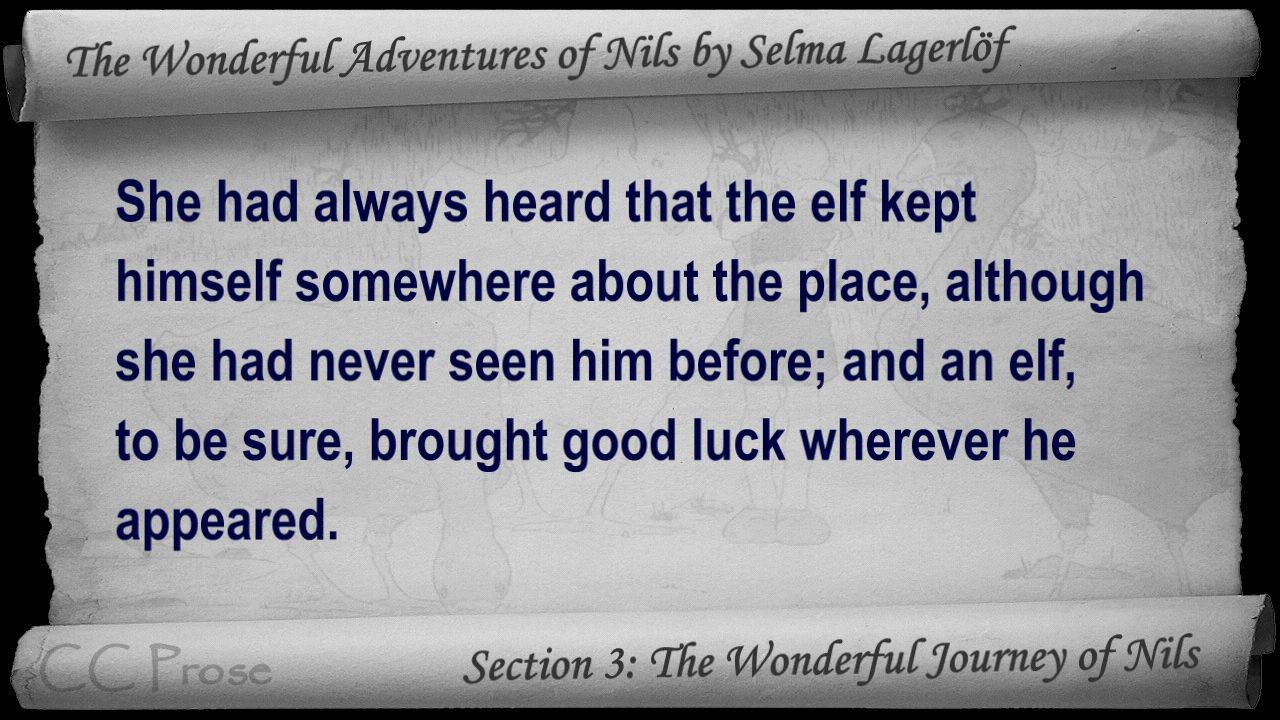 The Wonderful Adventures of Nils by Selma Lagerlöf
She had always heard that the elf kept
himself somewhere about the place, although
she had never seen him before; and an elf,
to be sure, brought good luck wherever he
appeared.
CC Prose
Section 3: The Wonderful Journey of Nils